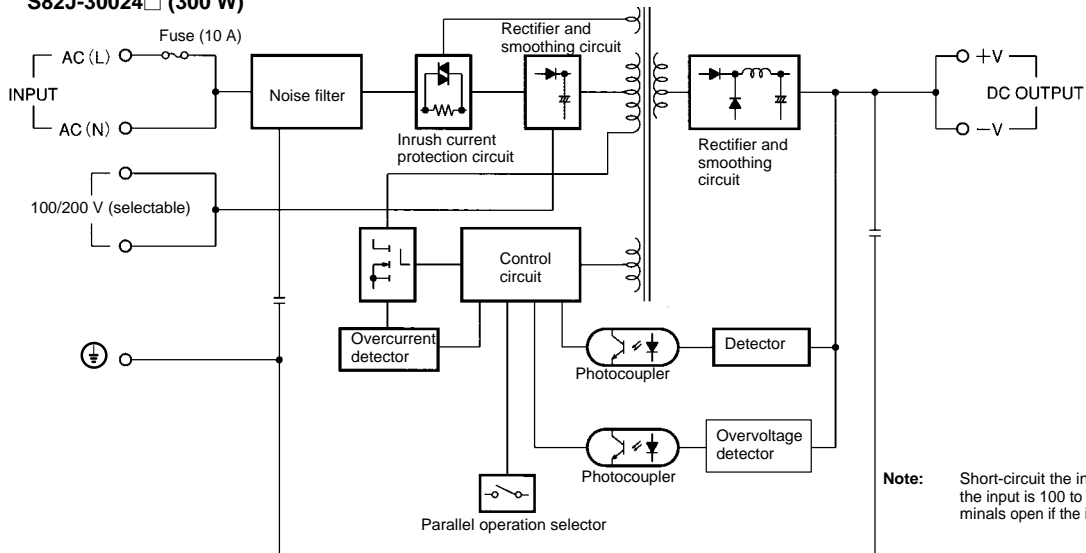 S82J-30024□ (300 W)
Fuse (10 A)
Rectifier and
smoothing circuit
AC (L)
INPUT
AC (N)
Noise filter
Inrush current
protection circuit
Rectifier and
smoothing
circuit
+V
DC OUTPUT
−V
100/200 V (selectable)
Control
circuit
Overcurrent
detector
Photocoupler
Detector
Photocoupler
Overvoltage
detector
Parallel operation selector
Note: Short-circuit the
the input is 100 to
minals open if the